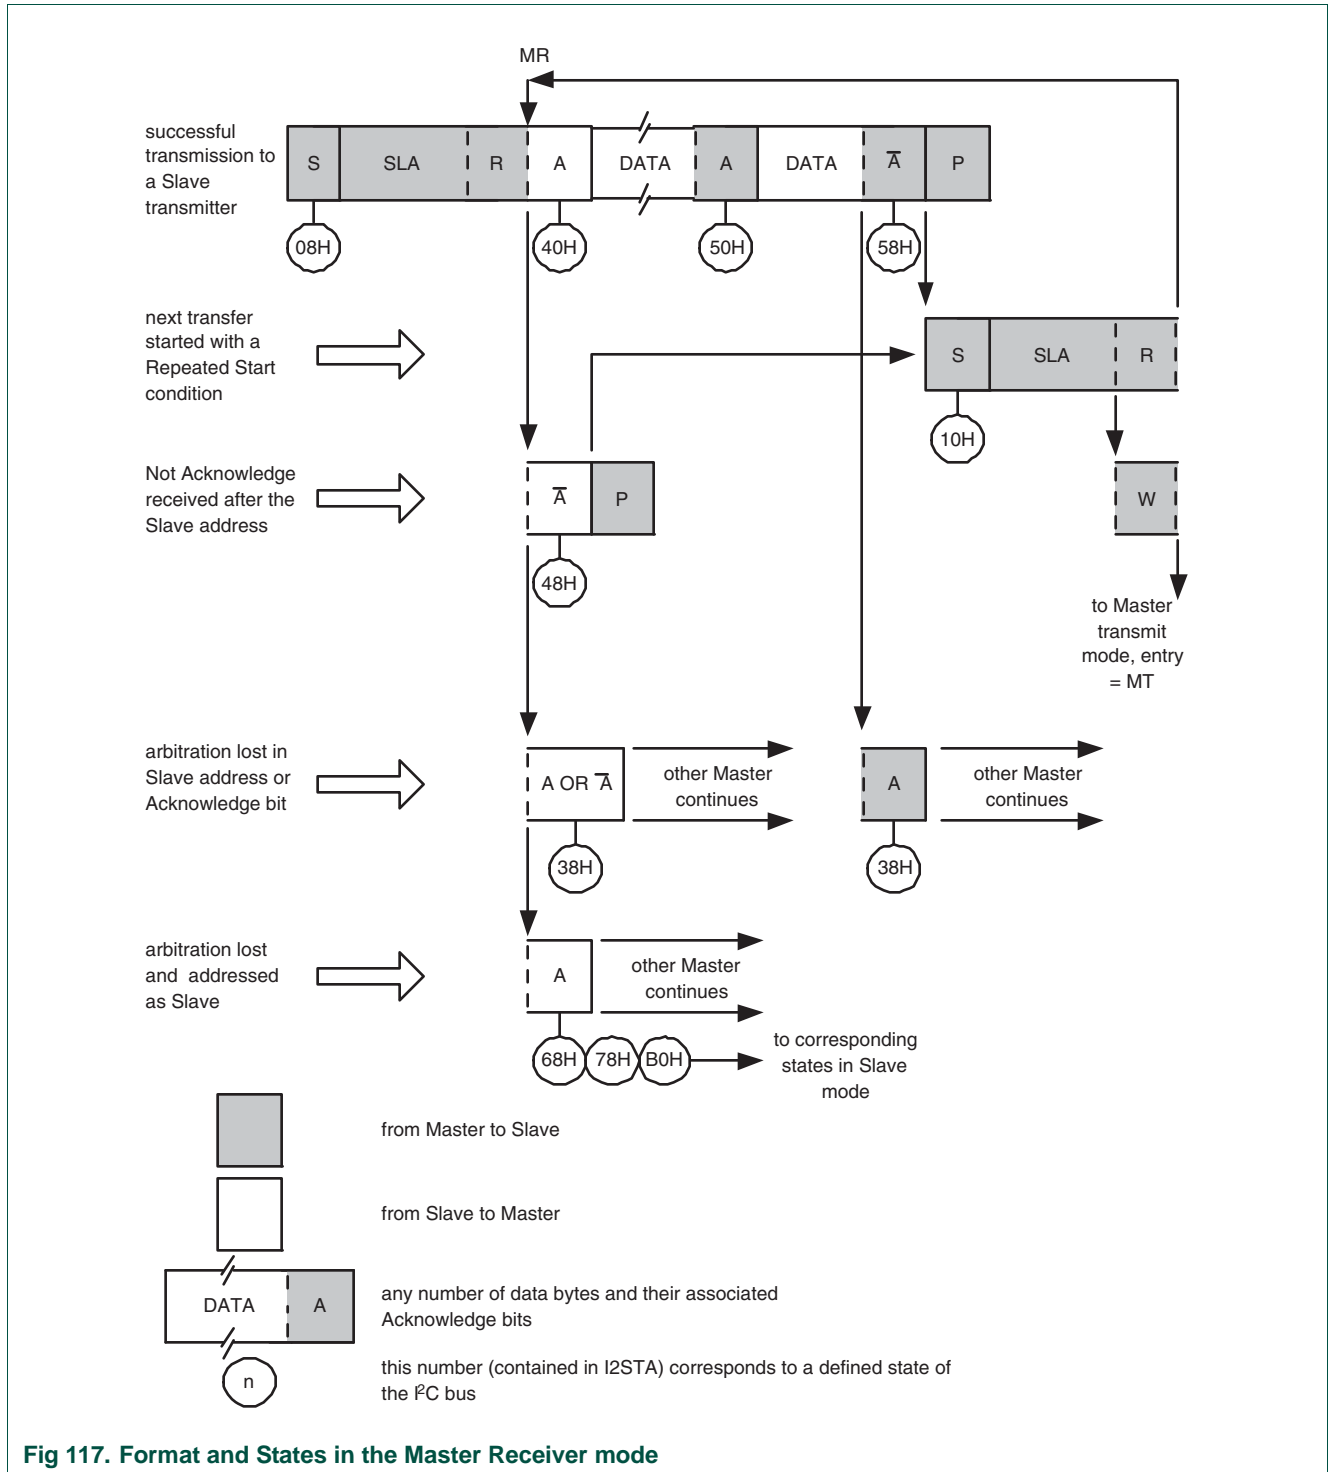 MR
successful
transmission to
a Slave
transmitter
S
SLA
R
A
DATA
A
DATA
A̅
P
08H
40H
50H
58H
next transfer
started with a
Repeated Start
condition
S
SLA
R
10H
Not Acknowledge
received after the
Slave address
A̅
P
W
48H
to Master
transmit
mode, entry
= MT
arbitration lost in
Slave address or
Acknowledge bit
A OR A̅
other Master
continues
A
other Master
continues
38H
38H
arbitration lost
and addressed
as Slave
A
other Master
continues
68H
78H
B0H
to corresponding
states in Slave
mode
from Master to Slave
from Slave to Master
DATA
A
any number of data bytes and their associated
Acknowledge bits
n
this number (contained in I2STA) corresponds to a defined state of
the I²C bus
Fig 117. Format and States in the Master Receiver mode